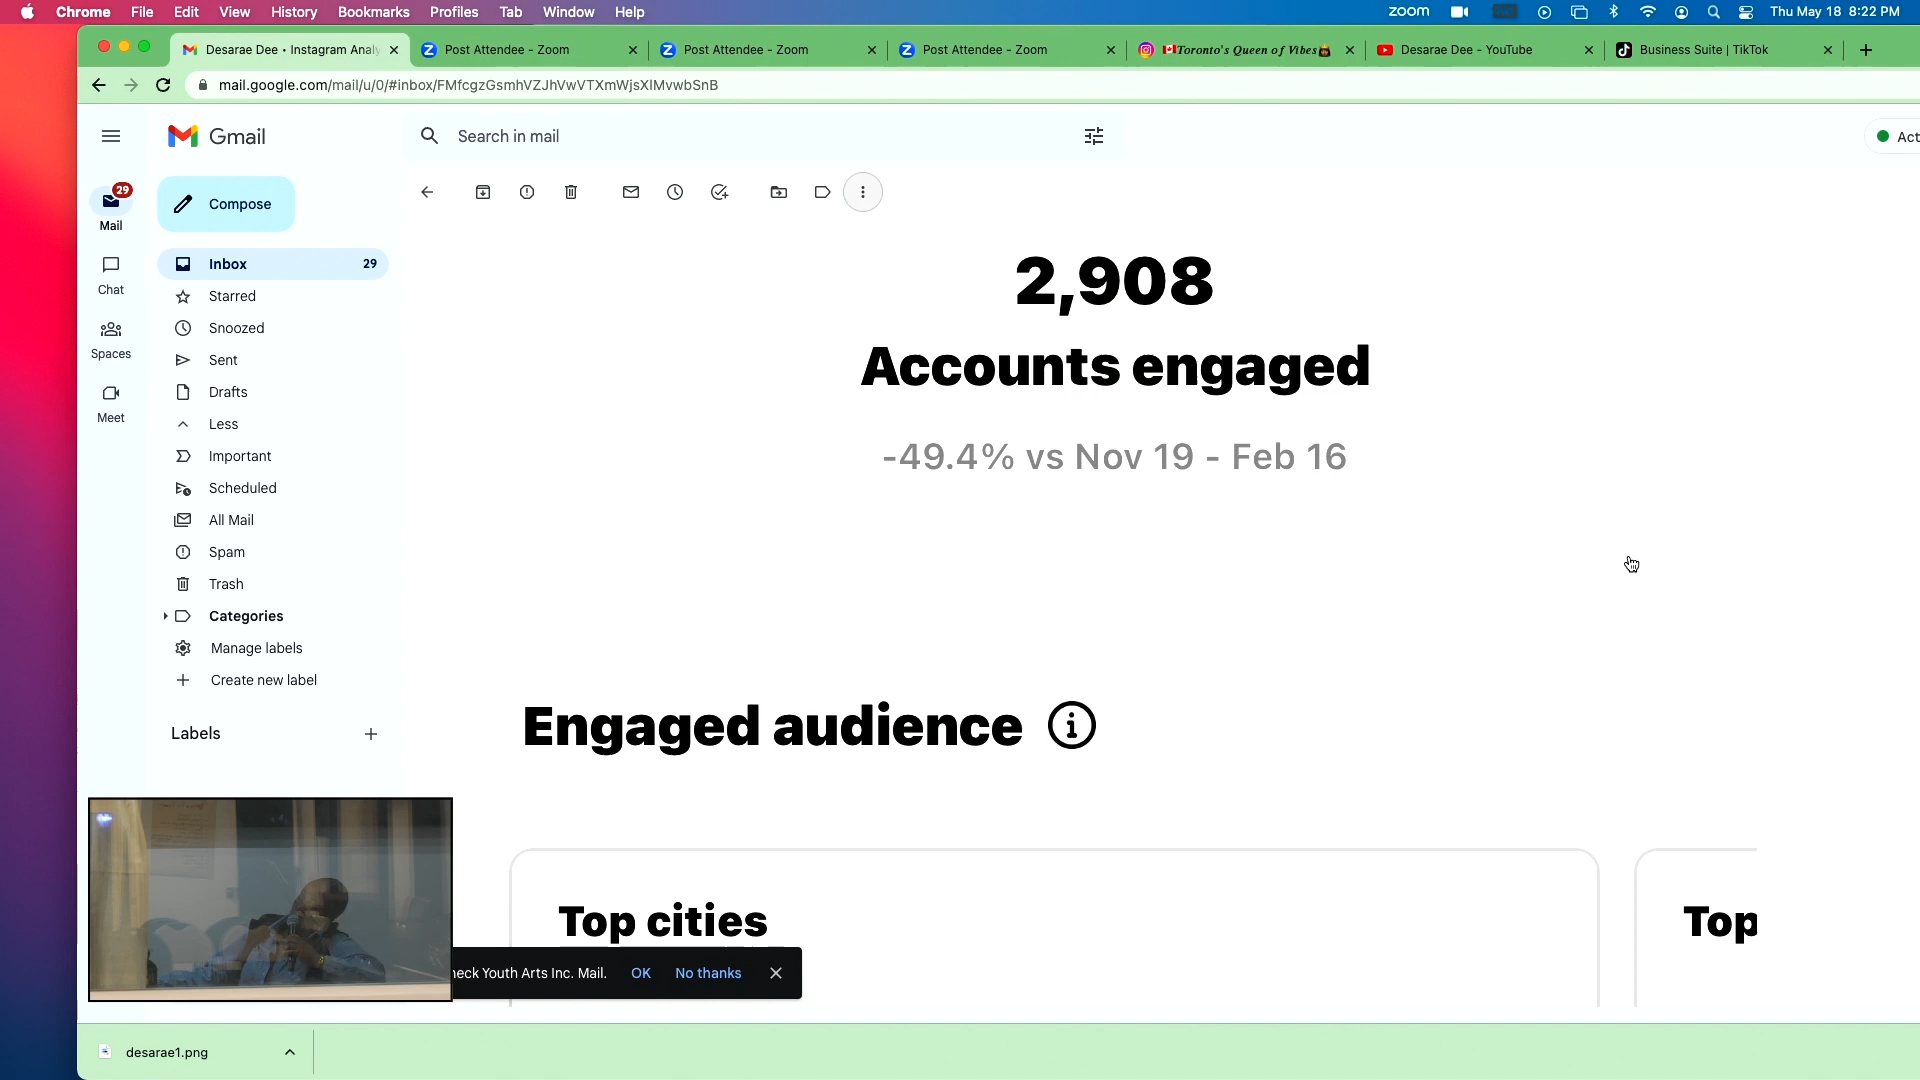 Chrome File Edit View History Bookmarks Profiles Tab Window Help
zoom Thu May 18 8:22 PM
Desarae Dee • Instagram Analy
Post Attendee - Zoom
Post Attendee - Zoom
Post Attendee - Zoom
Toronto's Queen of Vibes
Desarae Dee - YouTube
Business Suite | TikTok
mail.google.com/mail/u/0/#inbox/FMfcgzGsmhVZJhVwVTXmWjsXlMvwbSnB
Gmail
Search in mail
Act
29
Mail
Chat
Spaces
Meet
Compose
Inbox 29
Starred
Snoozed
Sent
Drafts
Less
Important
Scheduled
All Mail
Spam
Trash
Categories
Manage labels
Create new label
Labels
2,908
Accounts engaged
-49.4% vs Nov 19 - Feb 16
Engaged audience
Top cities
Top
heck Youth Arts Inc. Mail. OK No thanks
desarae1.png